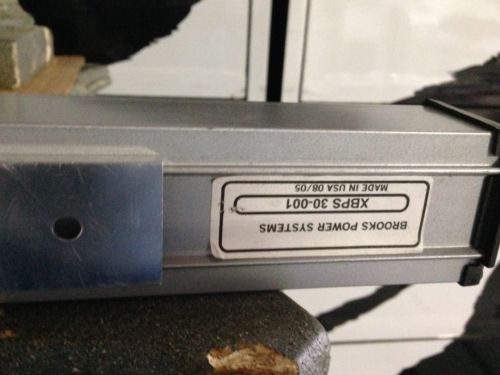 BROOKS POWER SYSTEMS
XBPS 30-001
MADE IN USA 08/05